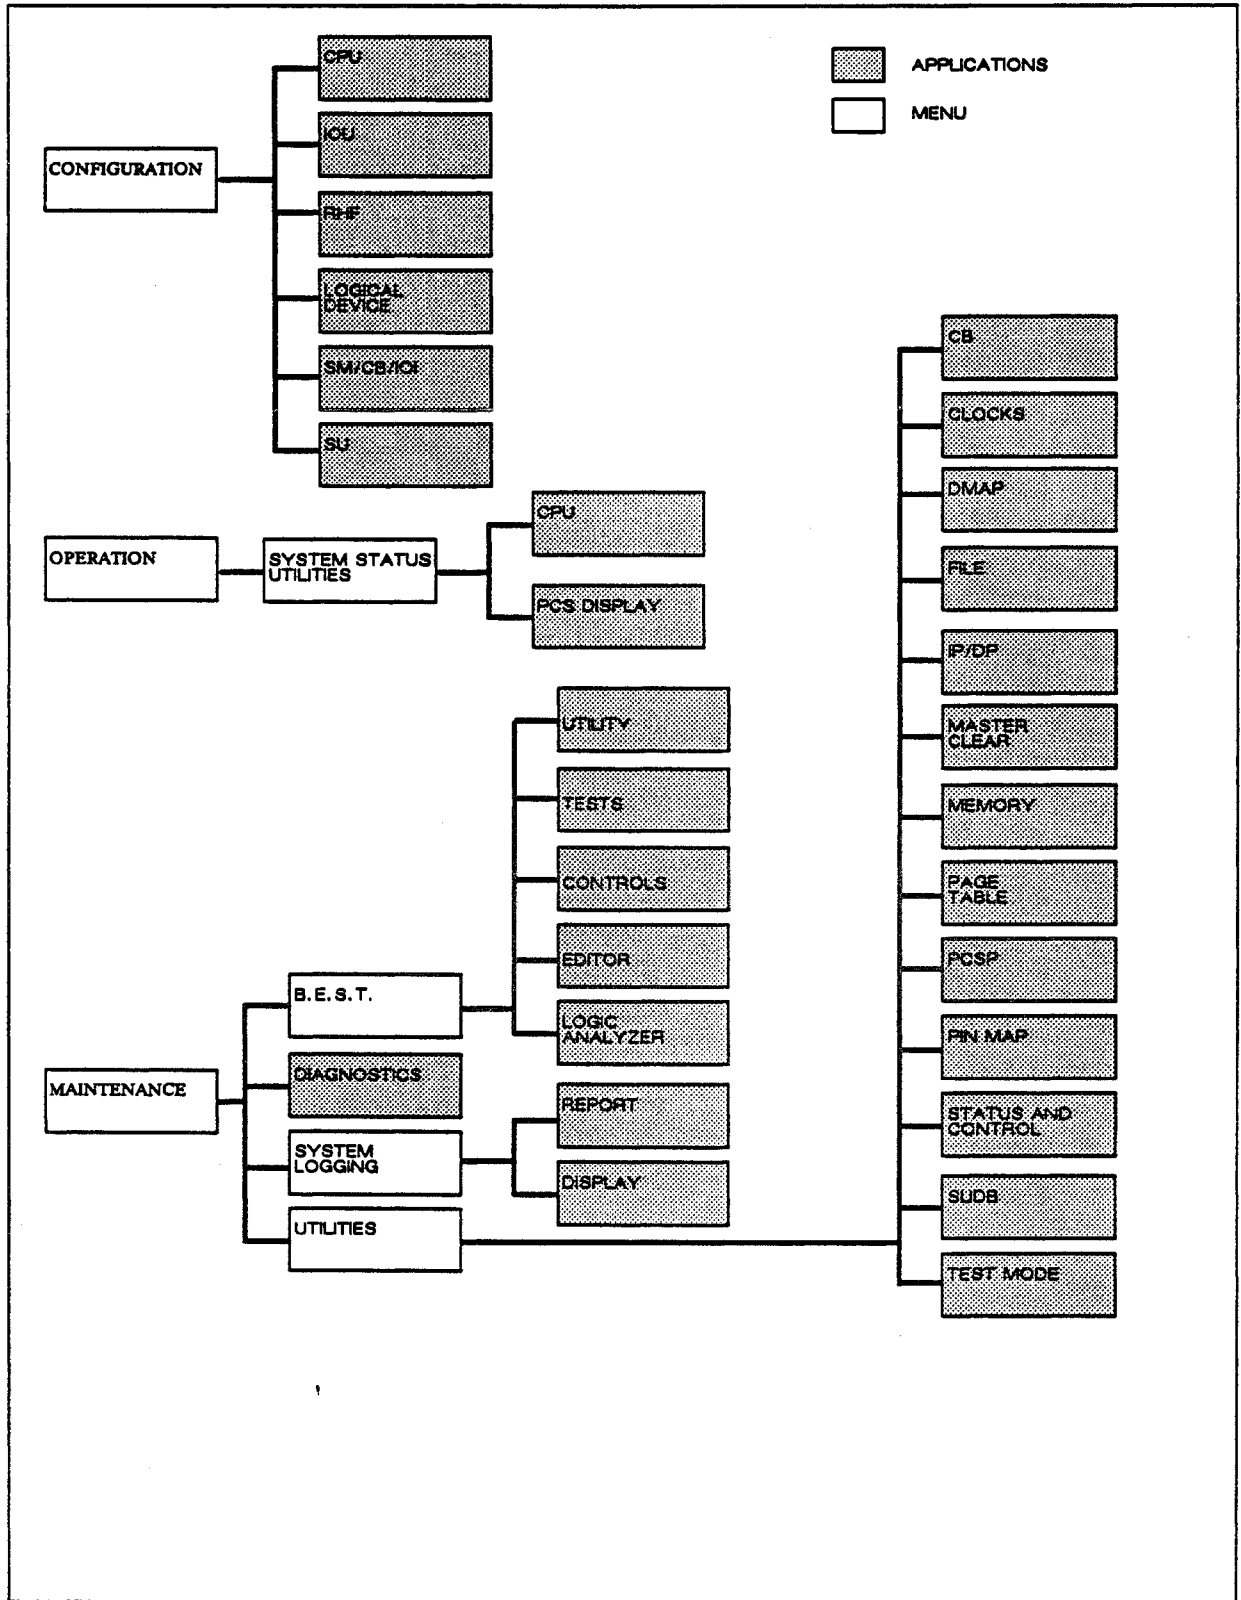 APPLICATIONS
MENU
CONFIGURATION
CPU
IOU
RHF
LOGICAL
DEVICE
SM/CB/IOI
SU
OPERATION
SYSTEM STATUS
UTILITIES
CPU
PCS DISPLAY
MAINTENANCE
B.E.S.T.
UTILITY
TESTS
CONTROLS
EDITOR
LOGIC
ANALYZER
DIAGNOSTICS
SYSTEM
LOGGING
REPORT
DISPLAY
UTILITIES
CB
CLOCKS
DMAP
FILE
IP/DP
MASTER
CLEAR
MEMORY
PAGE
TABLE
PCSP
PIN MAP
STATUS AND
CONTROL
SUDB
TEST MODE